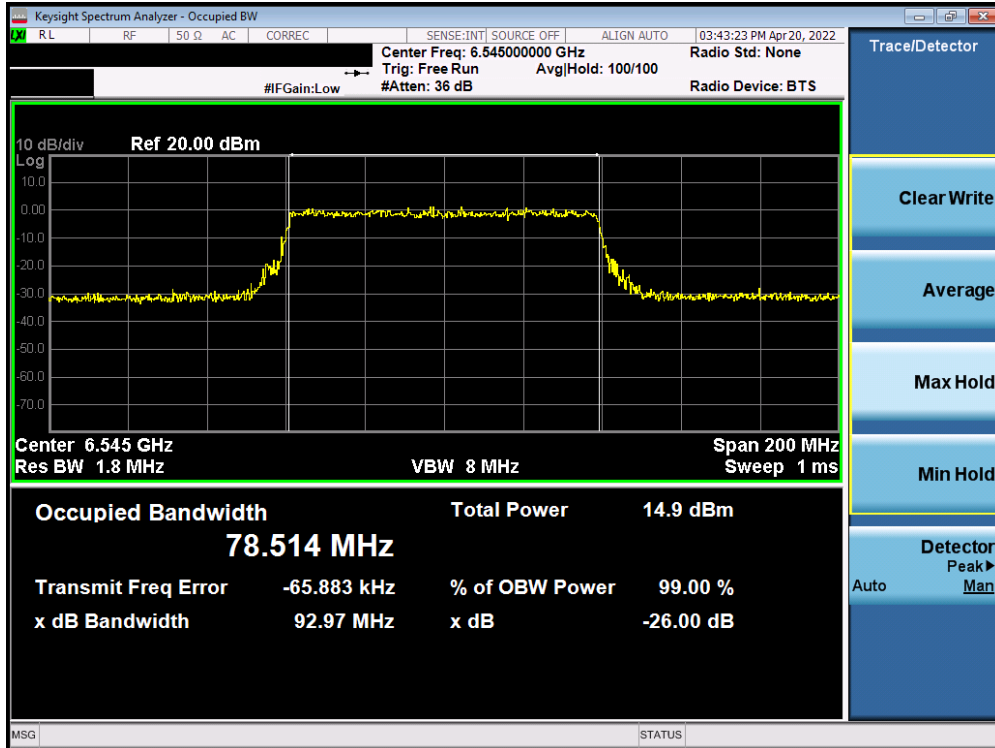 Keysight Spectrum Analyzer - Occupied BW
LXI RL RF 50 Ω AC CORREC SENSE:INT SOURCE OFF ALIGN AUTO 03:43:23 PM Apr 20, 2022
Center Freq: 6.545000000 GHz Radio Std: None
Trig: Free Run Avg|Hold: 100/100
#IFGain:Low #Atten: 36 dB Radio Device: BTS
Trace/Detector
10 dB/div Ref 20.00 dBm
Log
10.0
0.00
-10.0
-20.0
-30.0
-40.0
-50.0
-60.0
-70.0
Center 6.545 GHz Span 200 MHz
Res BW 1.8 MHz VBW 8 MHz Sweep 1 ms
Occupied Bandwidth Total Power 14.9 dBm
78.514 MHz
Transmit Freq Error -65.883 kHz % of OBW Power 99.00 %
x dB Bandwidth 92.97 MHz x dB -26.00 dB
Clear Write
Average
Max Hold
Min Hold
Detector
Peak▶
Auto Man
MSG STATUS